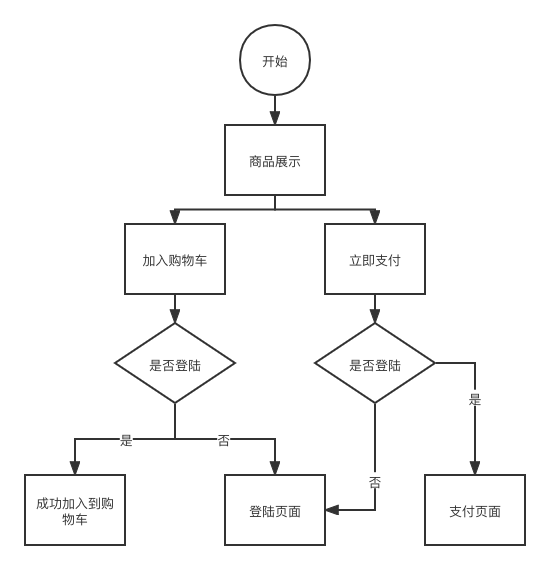 开始
商品展示
加入购物车
立即支付
是否登陆
是否登陆
是
是
否
否
成功加入到购
物车
登陆页面
支付页面